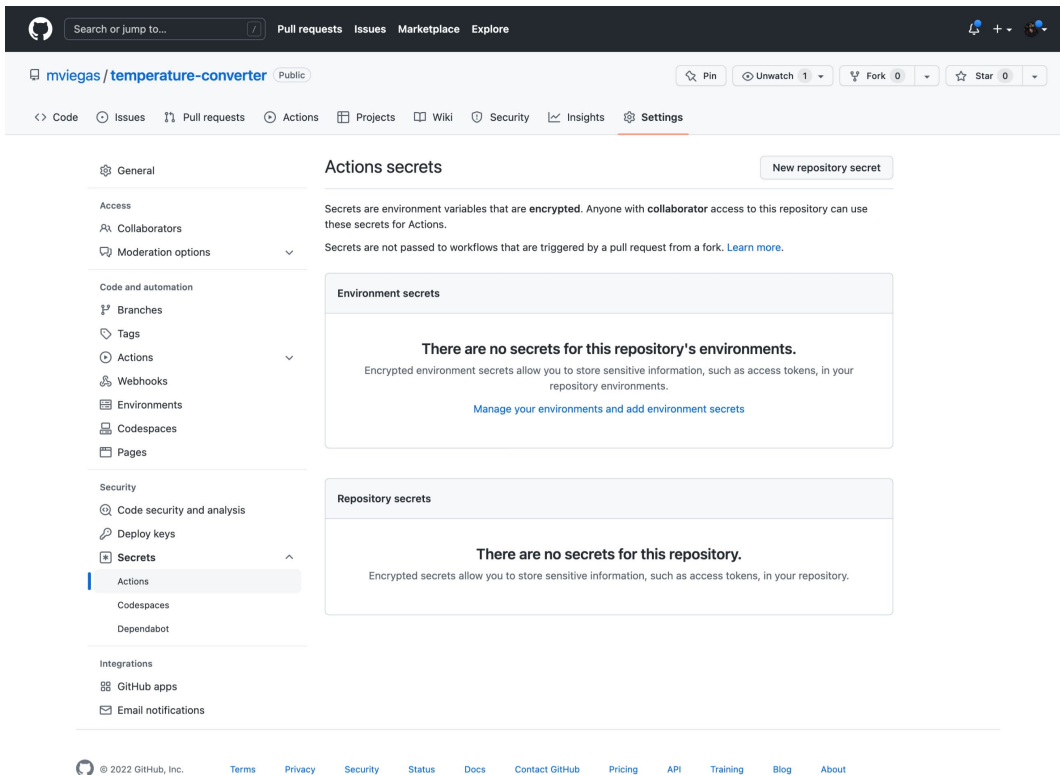 Search or jump to...
/
Pull requests Issues Marketplace Explore
mviegas / temperature-converter Public
Pin
Unwatch 1
Fork 0
Star 0
Code Issues Pull requests Actions Projects Wiki Security Insights Settings
General
Access
Collaborators
Moderation options
Code and automation
Branches
Tags
Actions
Webhooks
Environments
Codespaces
Pages
Security
Code security and analysis
Deploy keys
Secrets
Actions
Codespaces
Dependabot
Integrations
GitHub apps
Email notifications
Actions secrets
New repository secret
Secrets are environment variables that are encrypted. Anyone with collaborator access to this repository can use
these secrets for Actions.
Secrets are not passed to workflows that are triggered by a pull request from a fork. Learn more.
Environment secrets
There are no secrets for this repository's environments.
Encrypted environment secrets allow you to store sensitive information, such as access tokens, in your
repository environments.
Manage your environments and add environment secrets
Repository secrets
There are no secrets for this repository.
Encrypted secrets allow you to store sensitive information, such as access tokens, in your repository.
© 2022 GitHub, Inc. Terms Privacy Security Status Docs Contact GitHub Pricing API Training Blog About